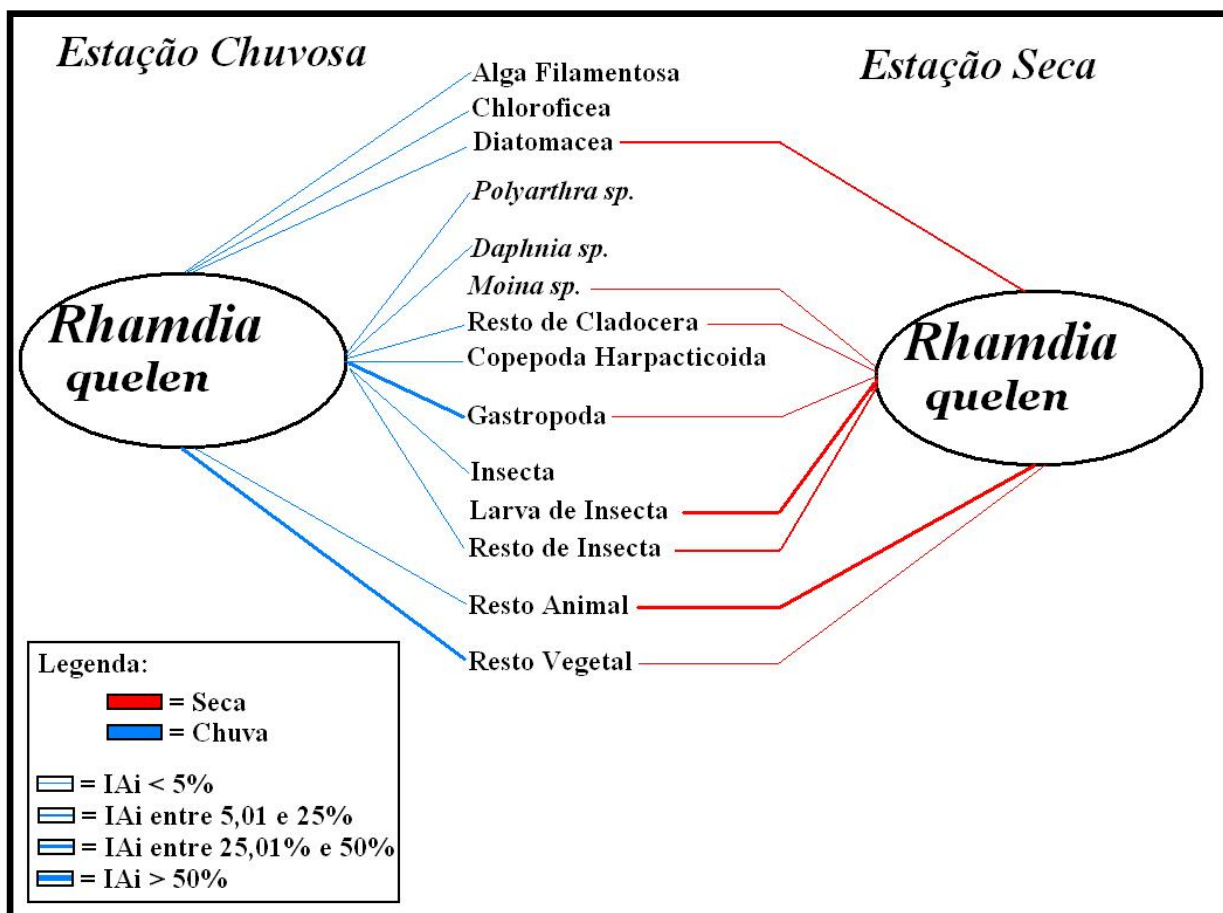 Estação Chuvosa
Estação Seca
Alga Filamentosa
Chloroficea
Diatomacea
Polyarthra sp.
Daphnia sp.
Moina sp.
Resto de Cladocera
Copepoda Harpacticoida
Gastropoda
Insecta
Larva de Insecta
Resto de Insecta
Resto Animal
Resto Vegetal
Rhamdia
quelen
Rhamdia
quelen
Legenda:
= Seca
= Chuva
= IAi < 5%
= IAi entre 5,01 e 25%
= IAi entre 25,01% e 50%
= IAi > 50%